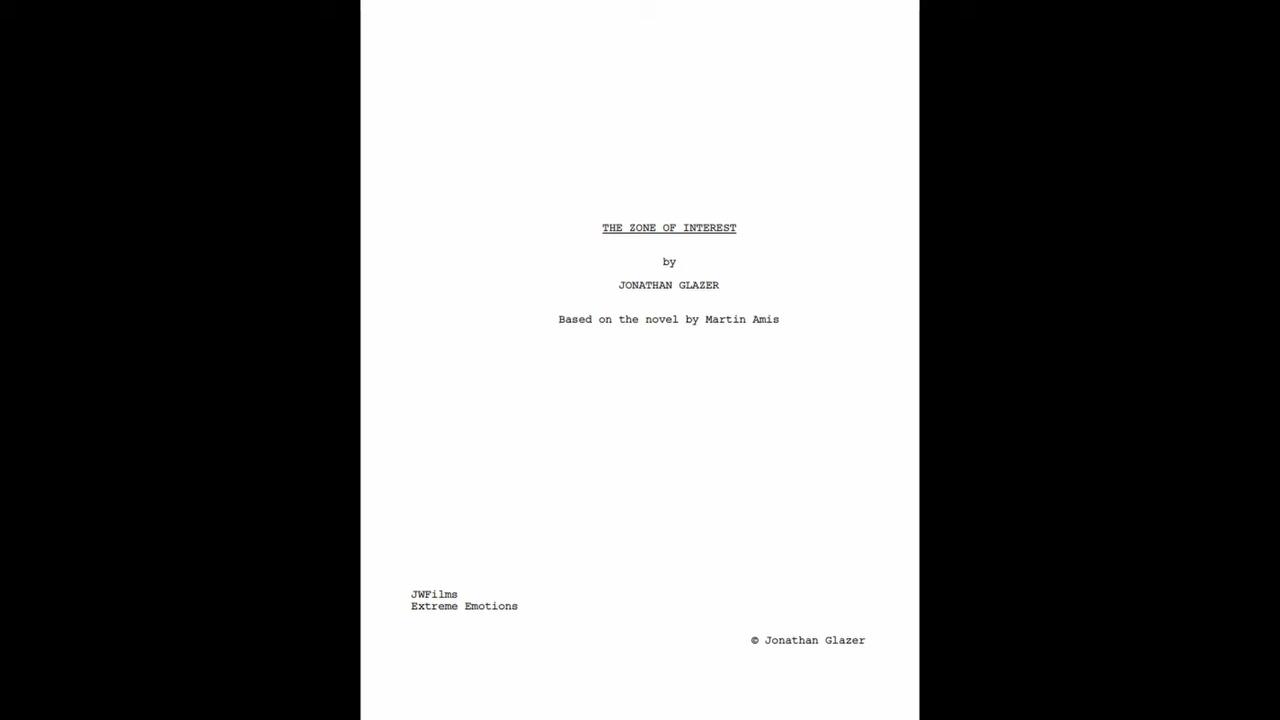 THE ZONE OF INTEREST
by
JONATHAN GLAZER
Based on the novel by Martin Amis
JWFilms
Extreme Emotions
© Jonathan Glazer